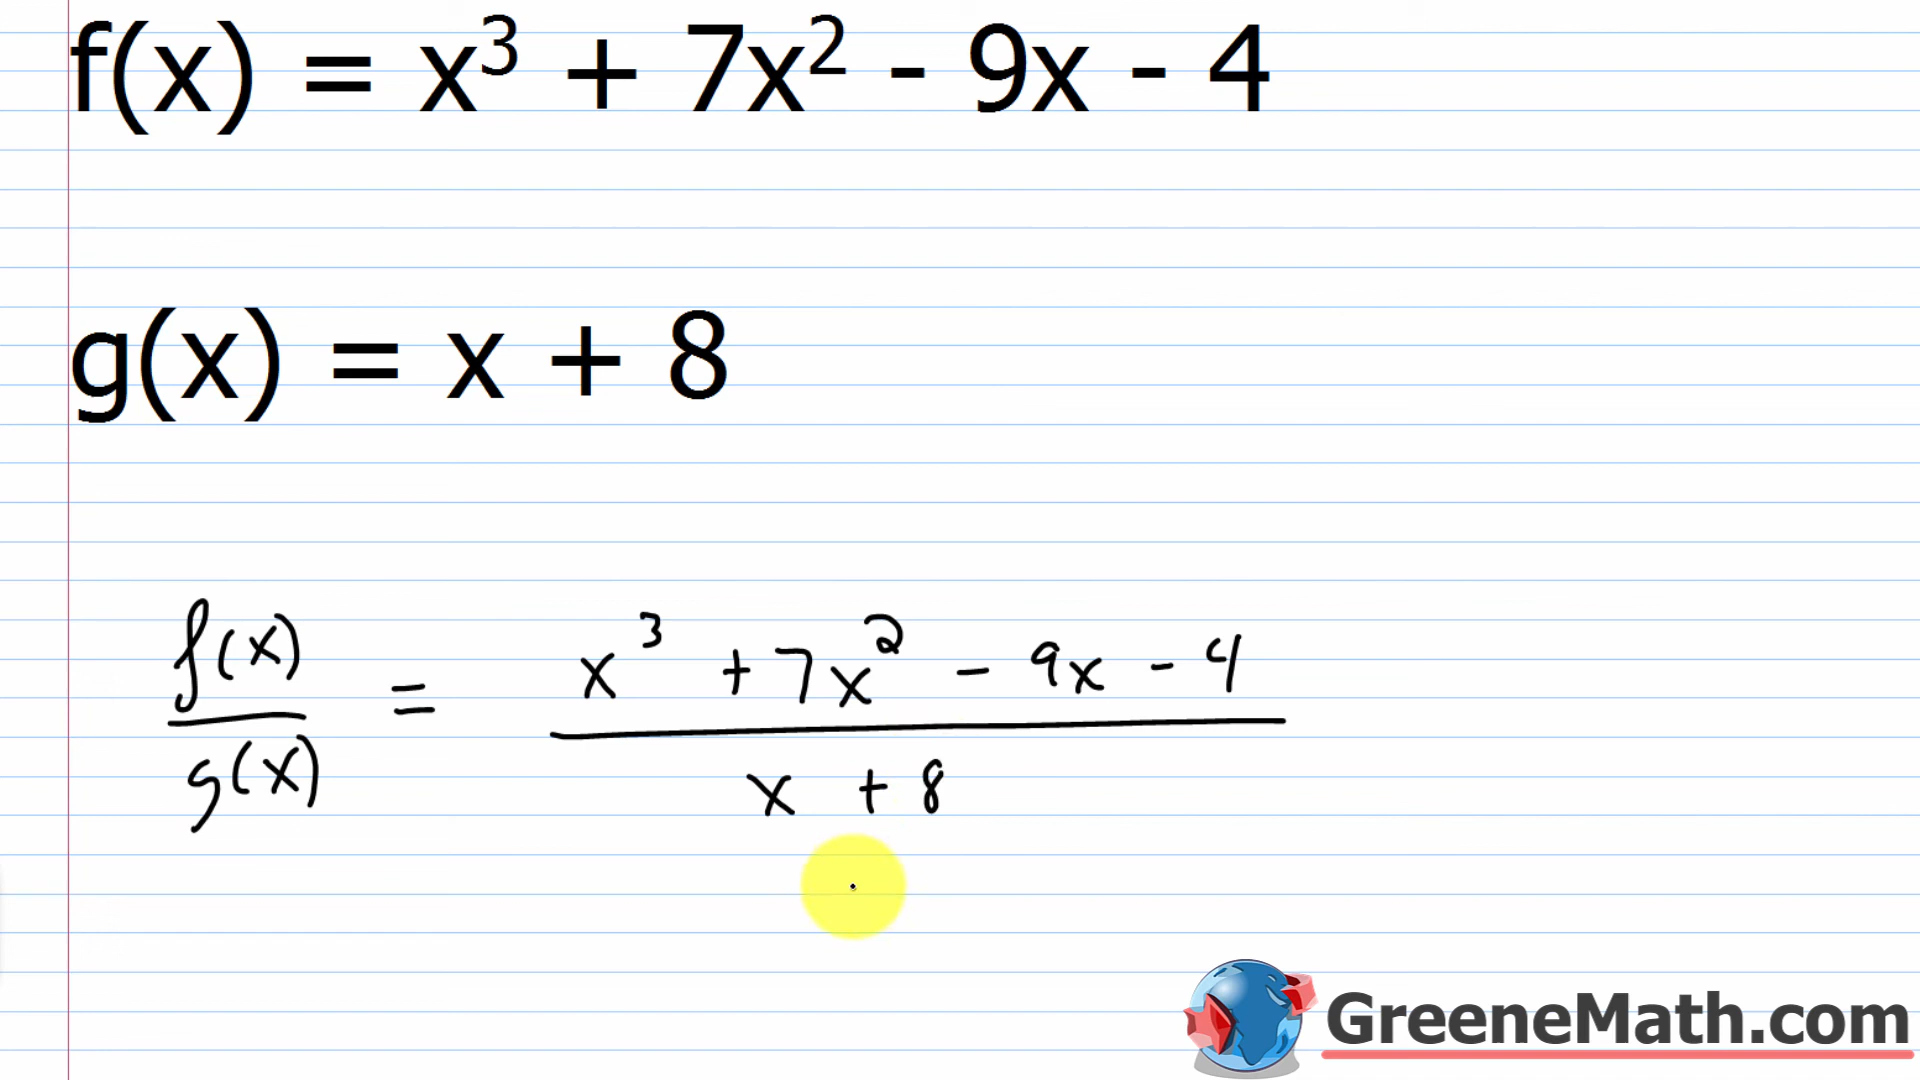 f(x) = x³ + 7x² - 9x - 4
g(x) = x + 8
f(x) / g(x) = x³ + 7x² - 9x - 4 / x + 8
GreeneMath.com